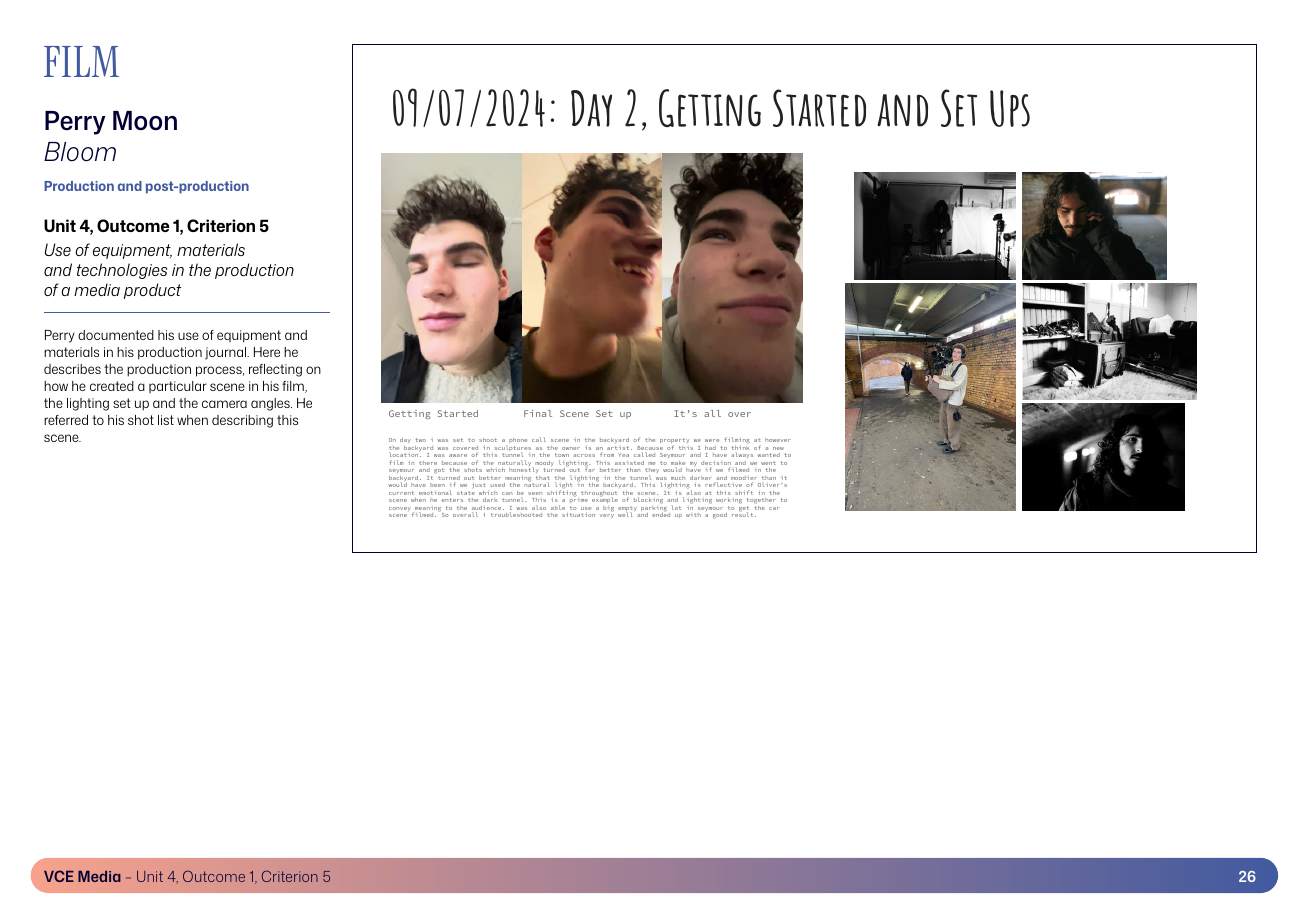 FILM
Perry Moon
Bloom
Production and post-production
Unit 4, Outcome 1, Criterion 5
Use of equipment, materials
and technologies in the production
of a media product
Perry documented his use of equipment and
materials in his production journal. Here he
describes the production process, reflecting on
how he created a particular scene in his film,
the lighting set up and the camera angles. He
referred to his shot list when describing this
scene.
09/07/2024: Day 2, Getting Started and Set Ups
Getting Started
Final Scene Set up
It's all over
On day two i was set to shoot a phone call scene in the backyard of the property we were filming at however
the backyard was covered in sculptures as the owner is an artist. Because of this I had to think of a new
location. I was aware of this tunnel in the town across from Yea called Seymour and I have always wanted to
film in there because of the naturally moody lighting. This assisted me to make my decision and we went to
seymour and got the shots which honestly turned out far better than they would have if we filmed in the
backyard. It turned out better meaning that the lighting in the tunnel was much darker and moodier than it
would have been if we just used the natural light in the backyard. This lighting is reflective of Oliver's
current emotional state which can be seen shifting throughout the scene. It is also at this shift in the
scene when he enters the dark tunnel. This is a prime example of blocking and lighting working together to
convey meaning to the audience. I was also able to use a big empty parking lot in seymour to get the car
scene filmed. So overall i troubleshooted the situation very well and ended up with a good result.
VCE Media – Unit 4, Outcome 1, Criterion 5
26